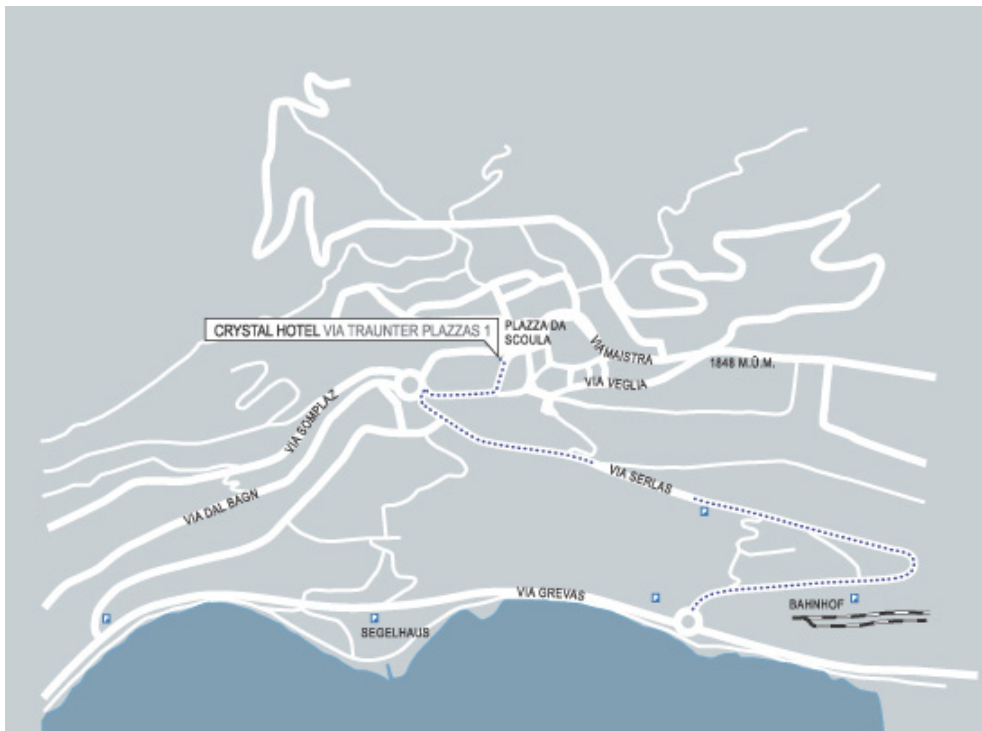 CRYSTAL HOTEL VIA TRAUNTER PLAZZAS 1
PLAZZA DA
SCOULA
VIA MAISTRA
1848 M.Ü.M.
VIA VEGLIA
VIA SOMPLAZ
VIA SERLAS
VIA DAL BAGN
P
VIA GREVAS
P
P
BAHNHOF
P
P
SEGELHAUS